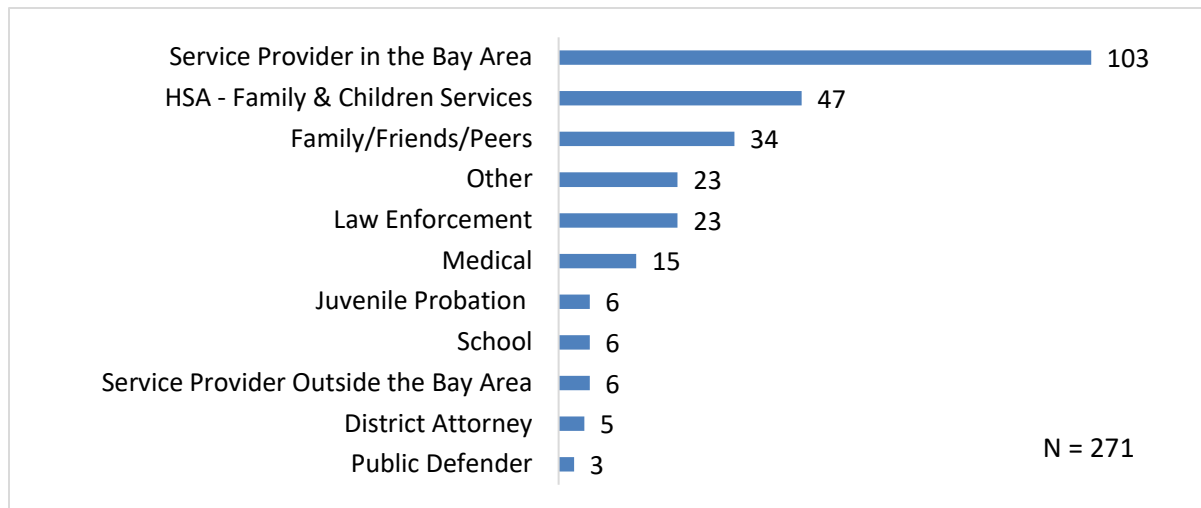 Service Provider in the Bay Area 103
HSA - Family & Children Services 47
Family/Friends/Peers 34
Other 23
Law Enforcement 23
Medical 15
Juvenile Probation 6
School 6
Service Provider Outside the Bay Area 6
District Attorney 5
Public Defender 3
N = 271